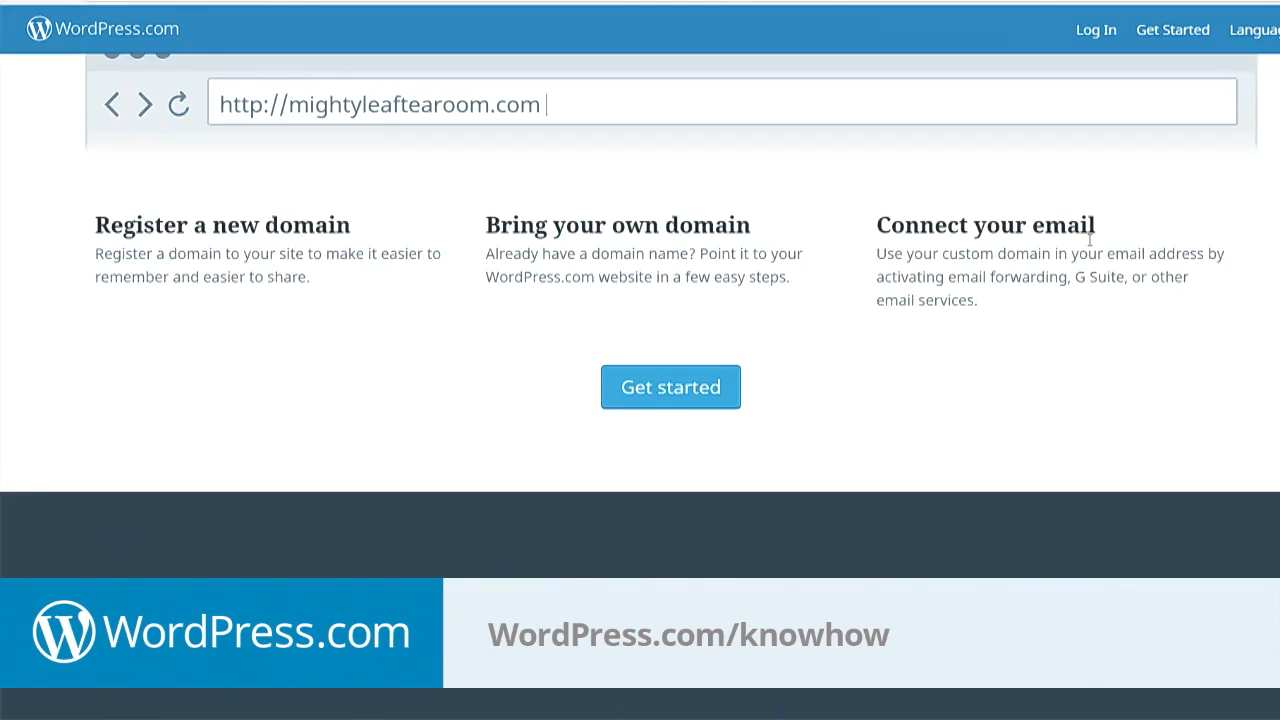 WordPress.com
Log In Get Started
http://mightyleaftearoom.com
Register a new domain
Register a domain to your site to make it easier to
remember and easier to share.
Bring your own domain
Already have a domain name? Point it to your
WordPress.com website in a few easy steps.
Connect your email
Use your custom domain in your email address by
activating email forwarding, G Suite, or other
email services.
Get started
WordPress.com
WordPress.com/knowhow